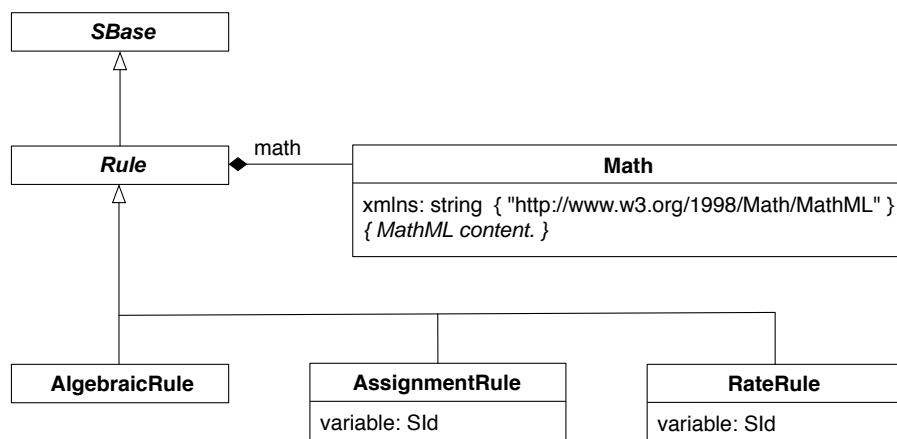 SBase
Rule
math
Math
xmlns: string { "http://www.w3.org/1998/Math/MathML" }
{ MathML content. }
AlgebraicRule
AssignmentRule
variable: SId
RateRule
variable: SId